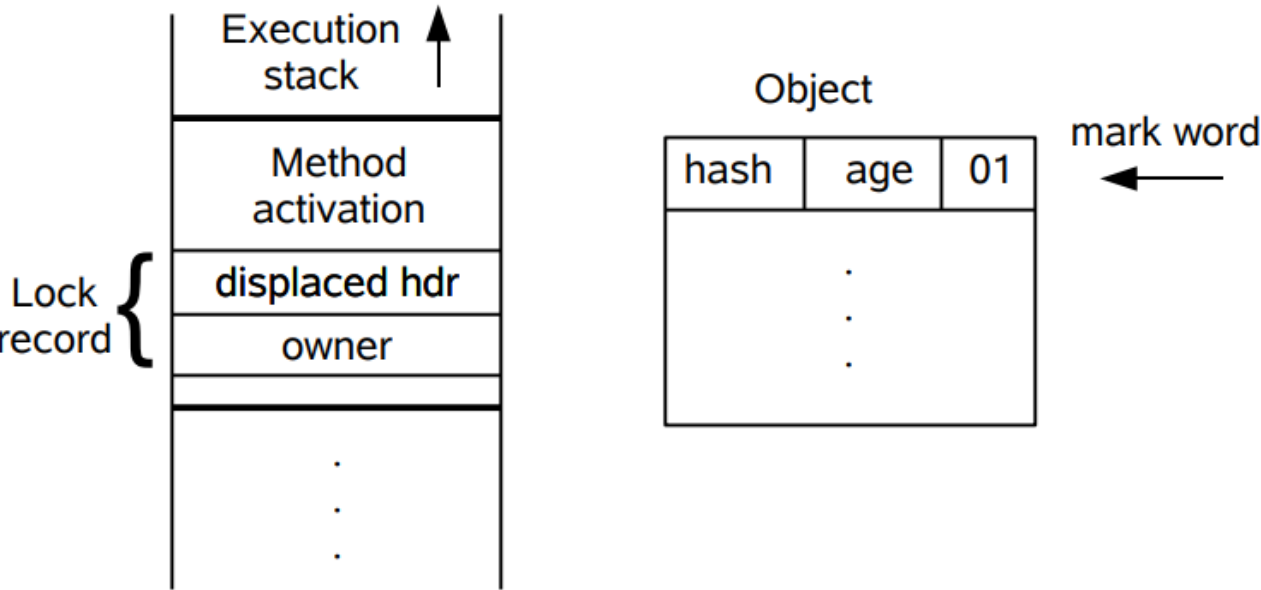 Execution
stack
Method
activation
displaced hdr
owner
Lock
record
.
.
.
Object
hash age 01
mark word
.
.
.